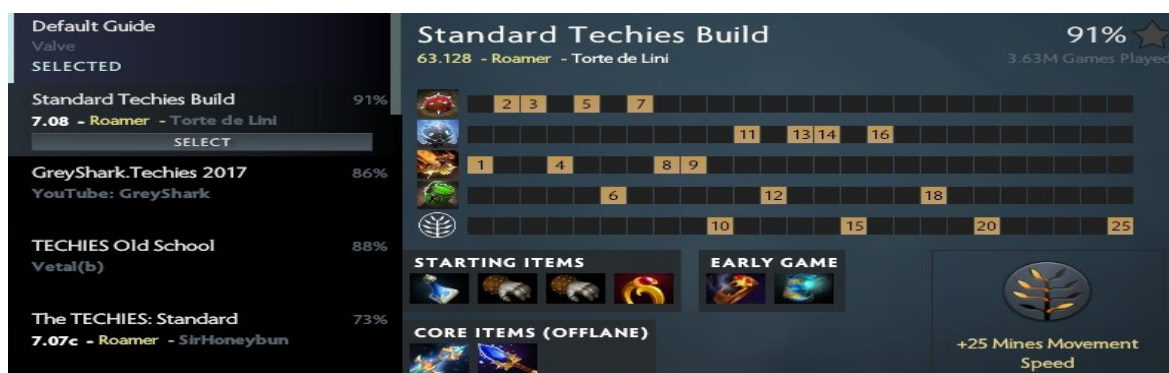 Default Guide
Valve
SELECTED
Standard Techies Build 91%
7.08 - Roamer - Torte de Lini
SELECT
GreyShark.Techies 2017 86%
YouTube: GreyShark
TECHIES Old School 88%
Vetal(b)
The TECHIES: Standard 73%
7.07c - Roamer - SirHoneybun
Standard Techies Build 91%
63.128 - Roamer - Torte de Lini 3.63M Games Played
2 3 5 7
11 13 14 16
1 4 8 9
6 12 18
10 15 20 25
STARTING ITEMS EARLY GAME
CORE ITEMS (OFFLANE)
+25 Mines Movement
Speed